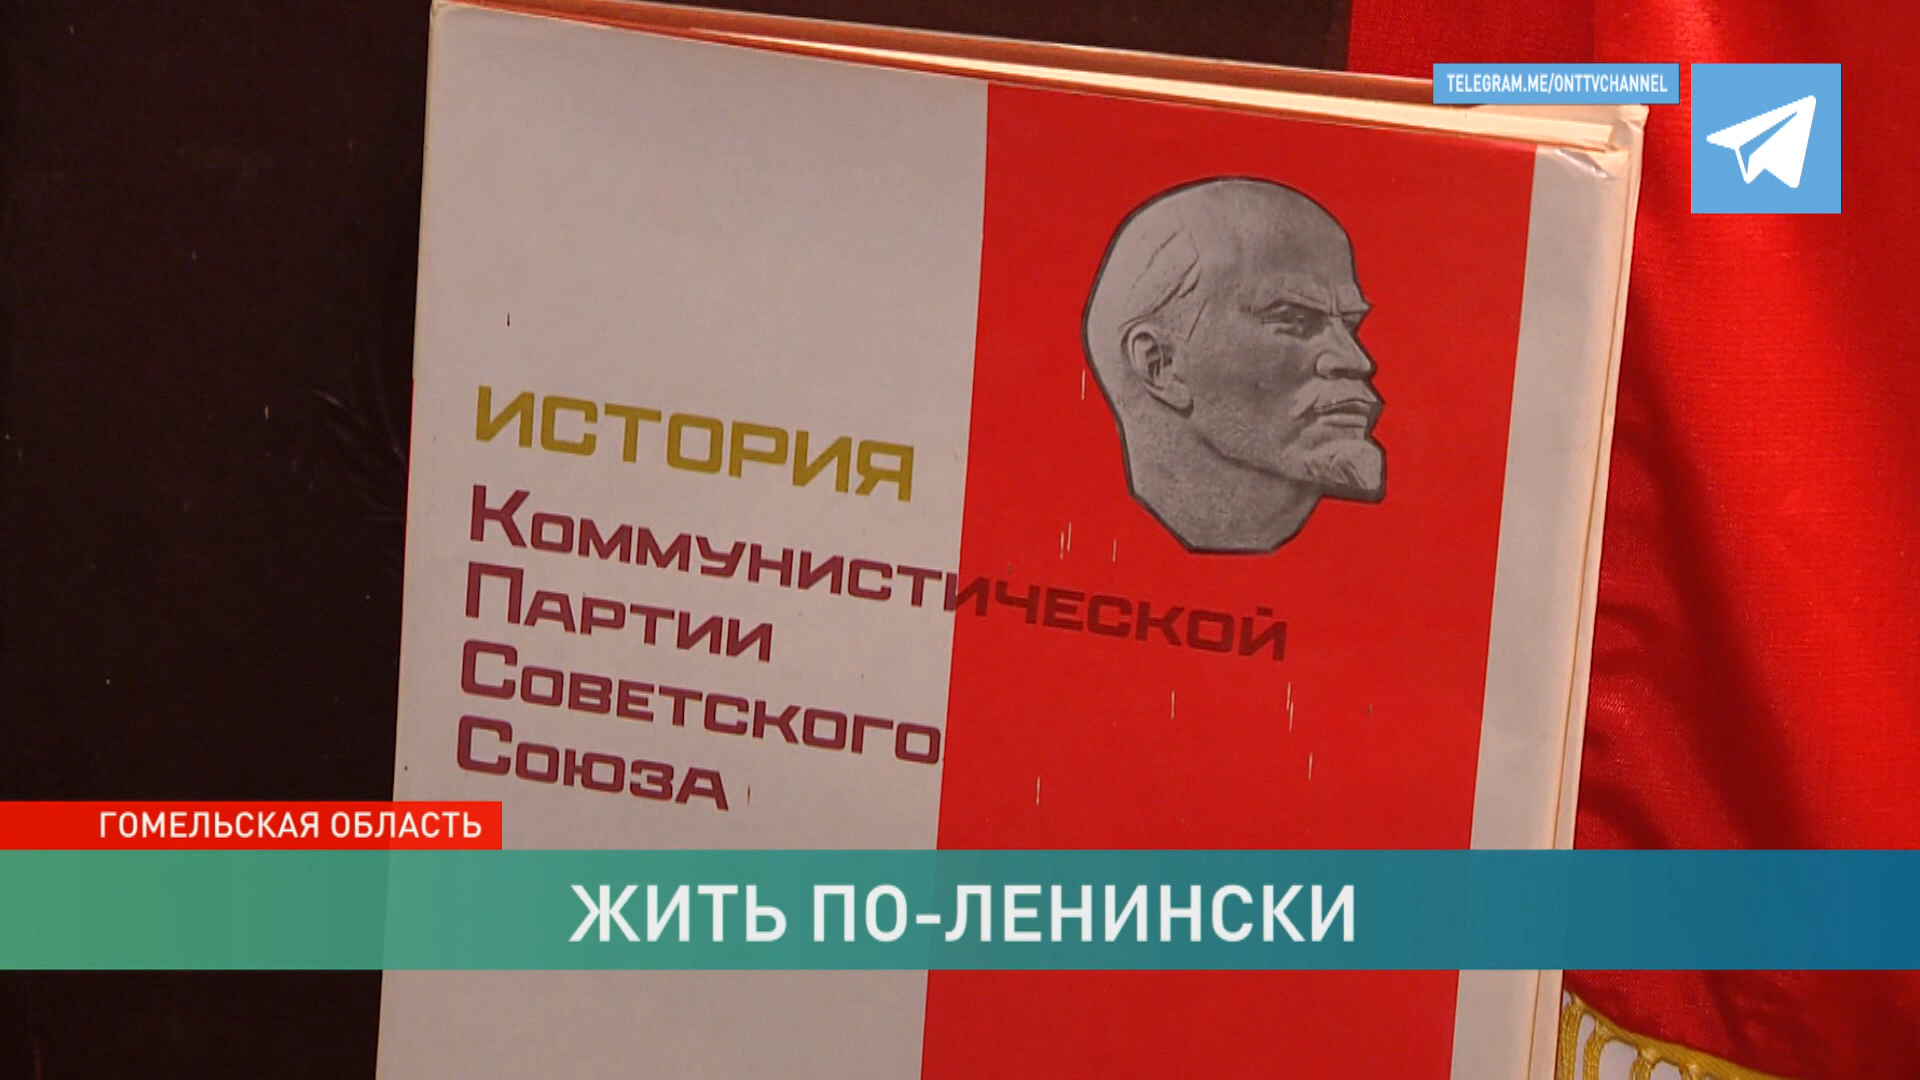 TELEGRAM.ME/ONTTVCHANNEL
ИСТОРИЯ
КОММУНИСТИЧЕСКОЙ
ПАРТИИ
СОВЕТСКОГО
СОЮЗА
ГОМЕЛЬСКАЯ ОБЛАСТЬ
ЖИТЬ ПО-ЛЕНИНСКИ